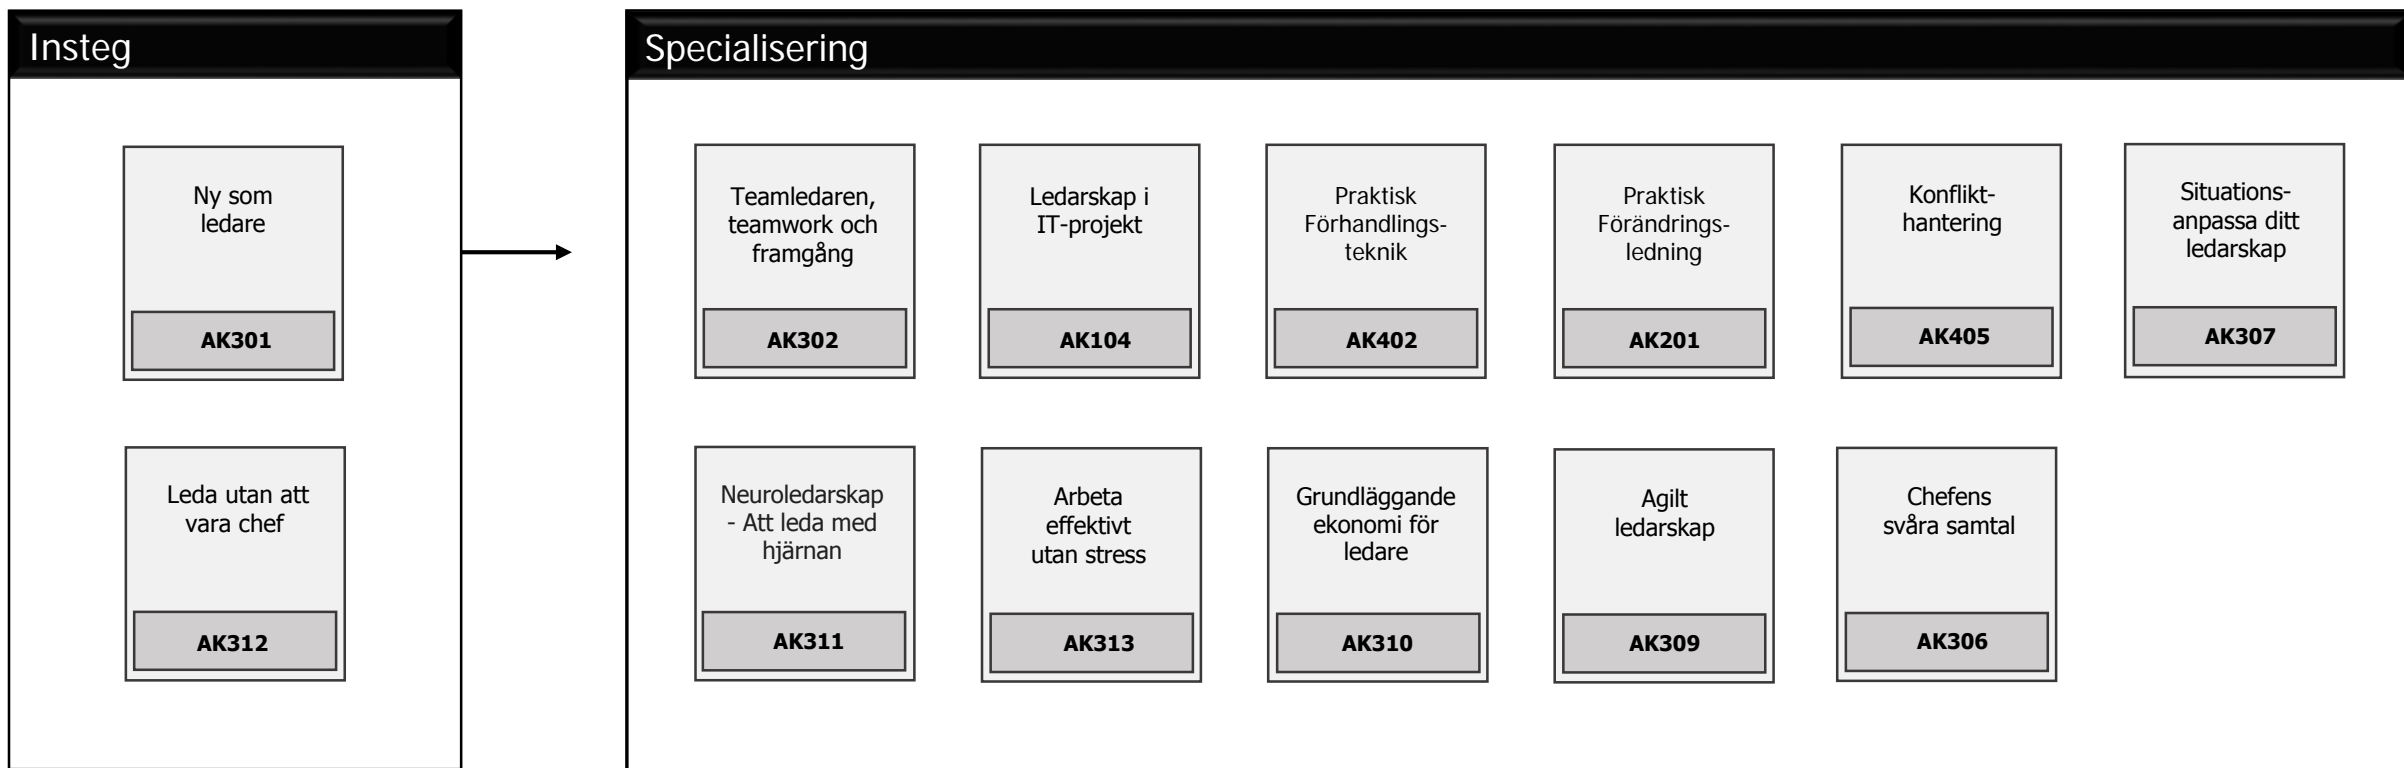 Insteg
Ny som
ledare
AK301
Leda utan att
vara chef
AK312
Specialisering
Teamledaren,
teamwork och
framgång
AK302
Ledarskap i
IT-projekt
AK104
Praktisk
Förhandlings-
teknik
AK402
Praktisk
Förändrings-
ledning
AK201
Konflikt-
hantering
AK405
Situations-
anpassa ditt
ledarskap
AK307
Neuroledarskap
- Att leda med
hjärnan
AK311
Arbeta
effektivt
utan stress
AK313
Grundläggande
ekonomi för
ledare
AK310
Agilt
ledarskap
AK309
Chefens
svåra samtal
AK306